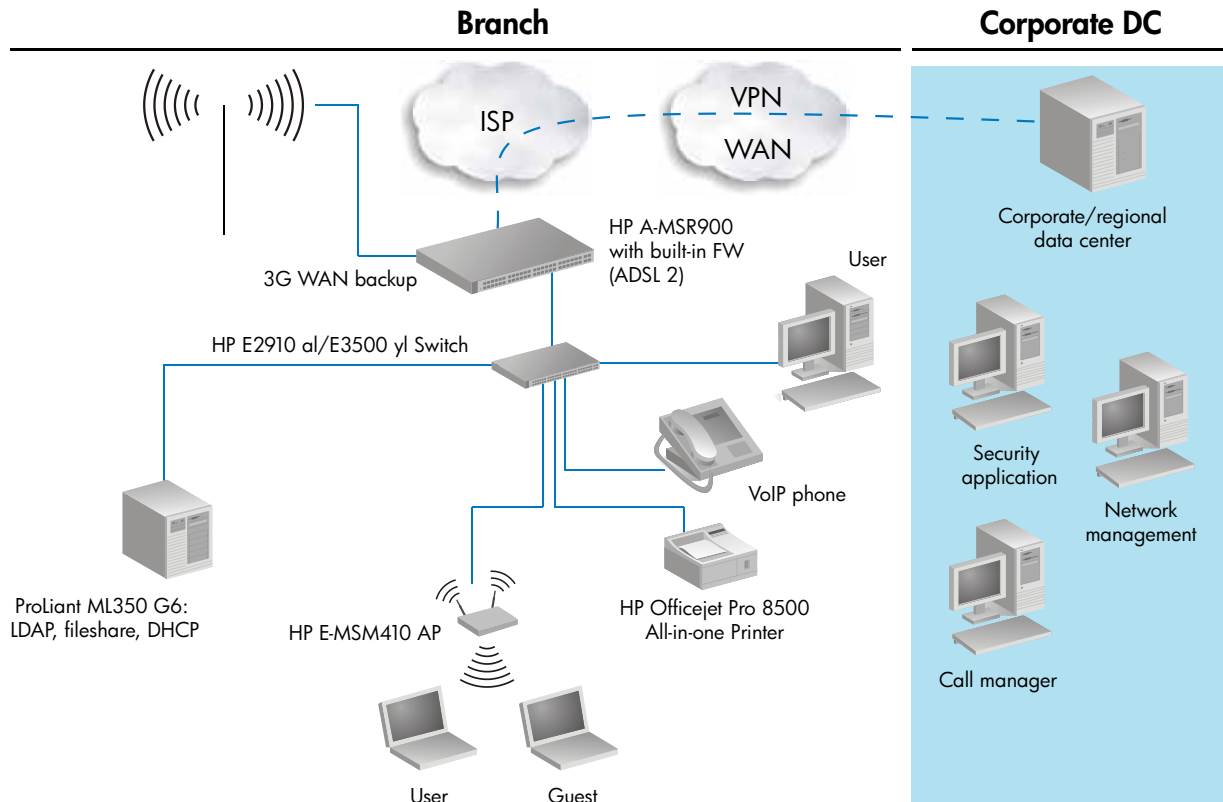 Branch
Corporate DC
ISP
VPN
WAN
Corporate/regional
data center
HP A-MSR900
with built-in FW
(ADSL 2)
User
3G WAN backup
HP E2910 al/E3500 yl Switch
Security
application
VoIP phone
Network
management
ProLiant ML350 G6:
LDAP, fileshare, DHCP
HP E-MSM410 AP
HP Officejet Pro 8500
All-in-one Printer
Call manager
User
Guest